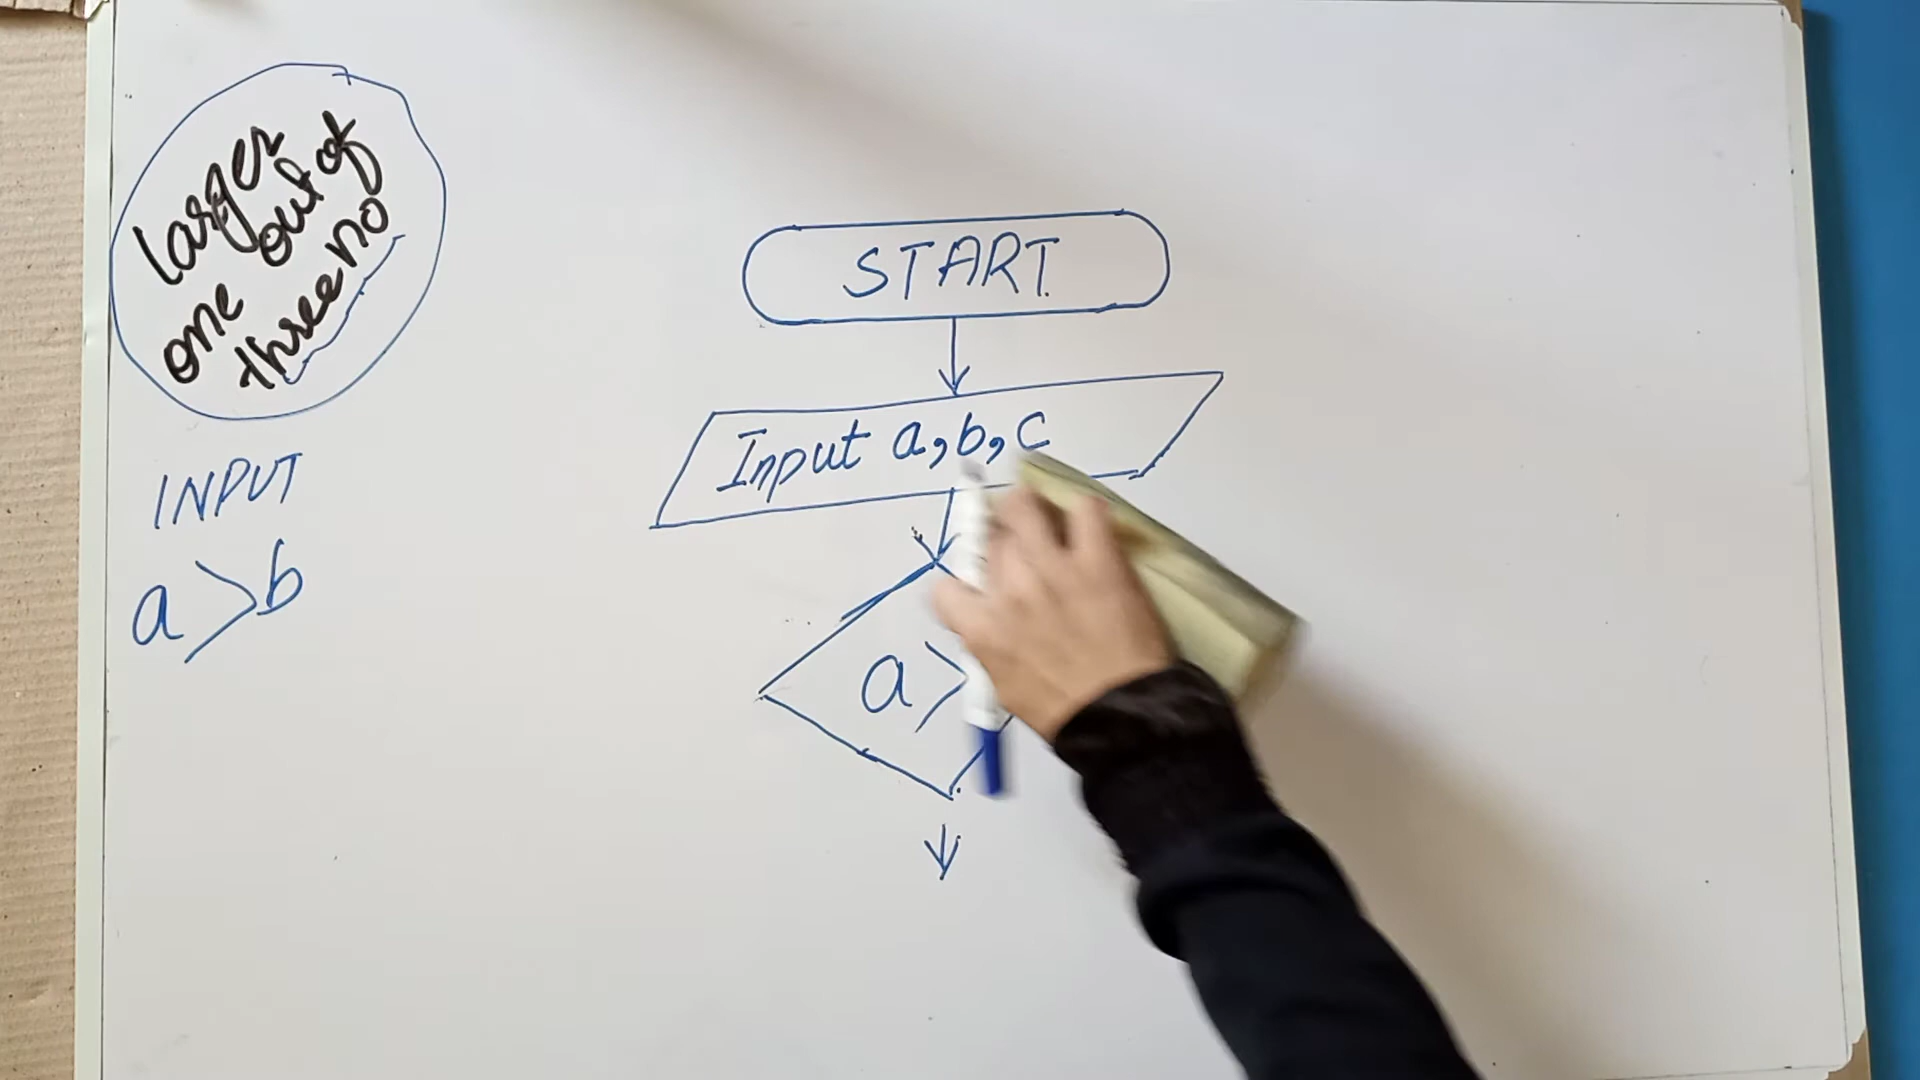 larger
one out of
three no
INPUT
a>b
START
Input a,b,c
a>